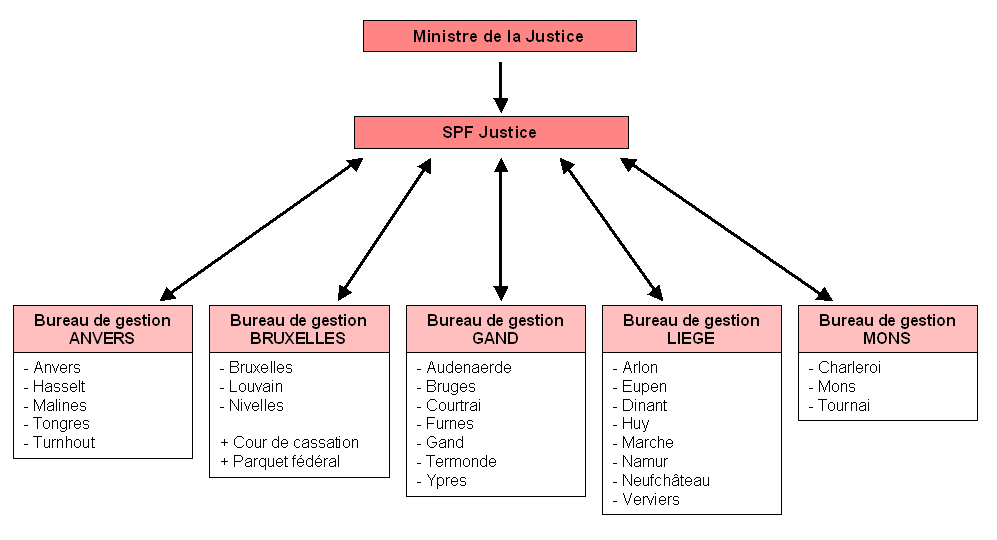 Ministre de la Justice
SPF Justice
Bureau de gestion
ANVERS
- Anvers
- Hasselt
- Malines
- Tongres
- Turnhout
Bureau de gestion
BRUXELLES
- Bruxelles
- Louvain
- Nivelles
+ Cour de cassation
+ Parquet fédéral
Bureau de gestion
GAND
- Audenaerde
- Bruges
- Courtrai
- Furnes
- Gand
- Termonde
- Ypres
Bureau de gestion
LIEGE
- Arlon
- Eupen
- Dinant
- Huy
- Marche
- Namur
- Neufchâteau
- Verviers
Bureau de gestion
MONS
- Charleroi
- Mons
- Tournai